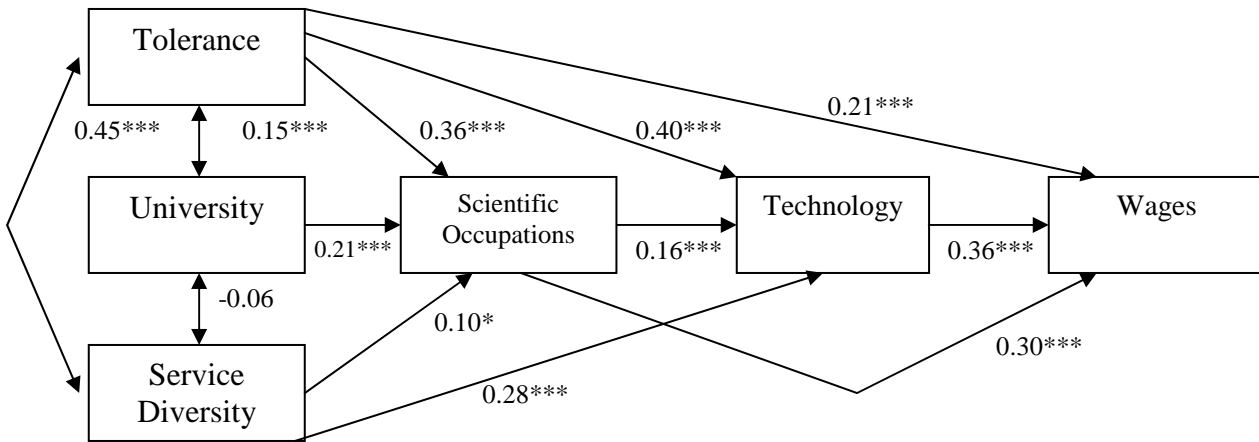 Tolerance
0.21***
0.45***
0.15***
0.36***
0.40***
University
Scientific
Occupations
Technology
Wages
0.21***
0.16***
0.36***
-0.06
0.10*
0.30***
Service
Diversity
0.28***